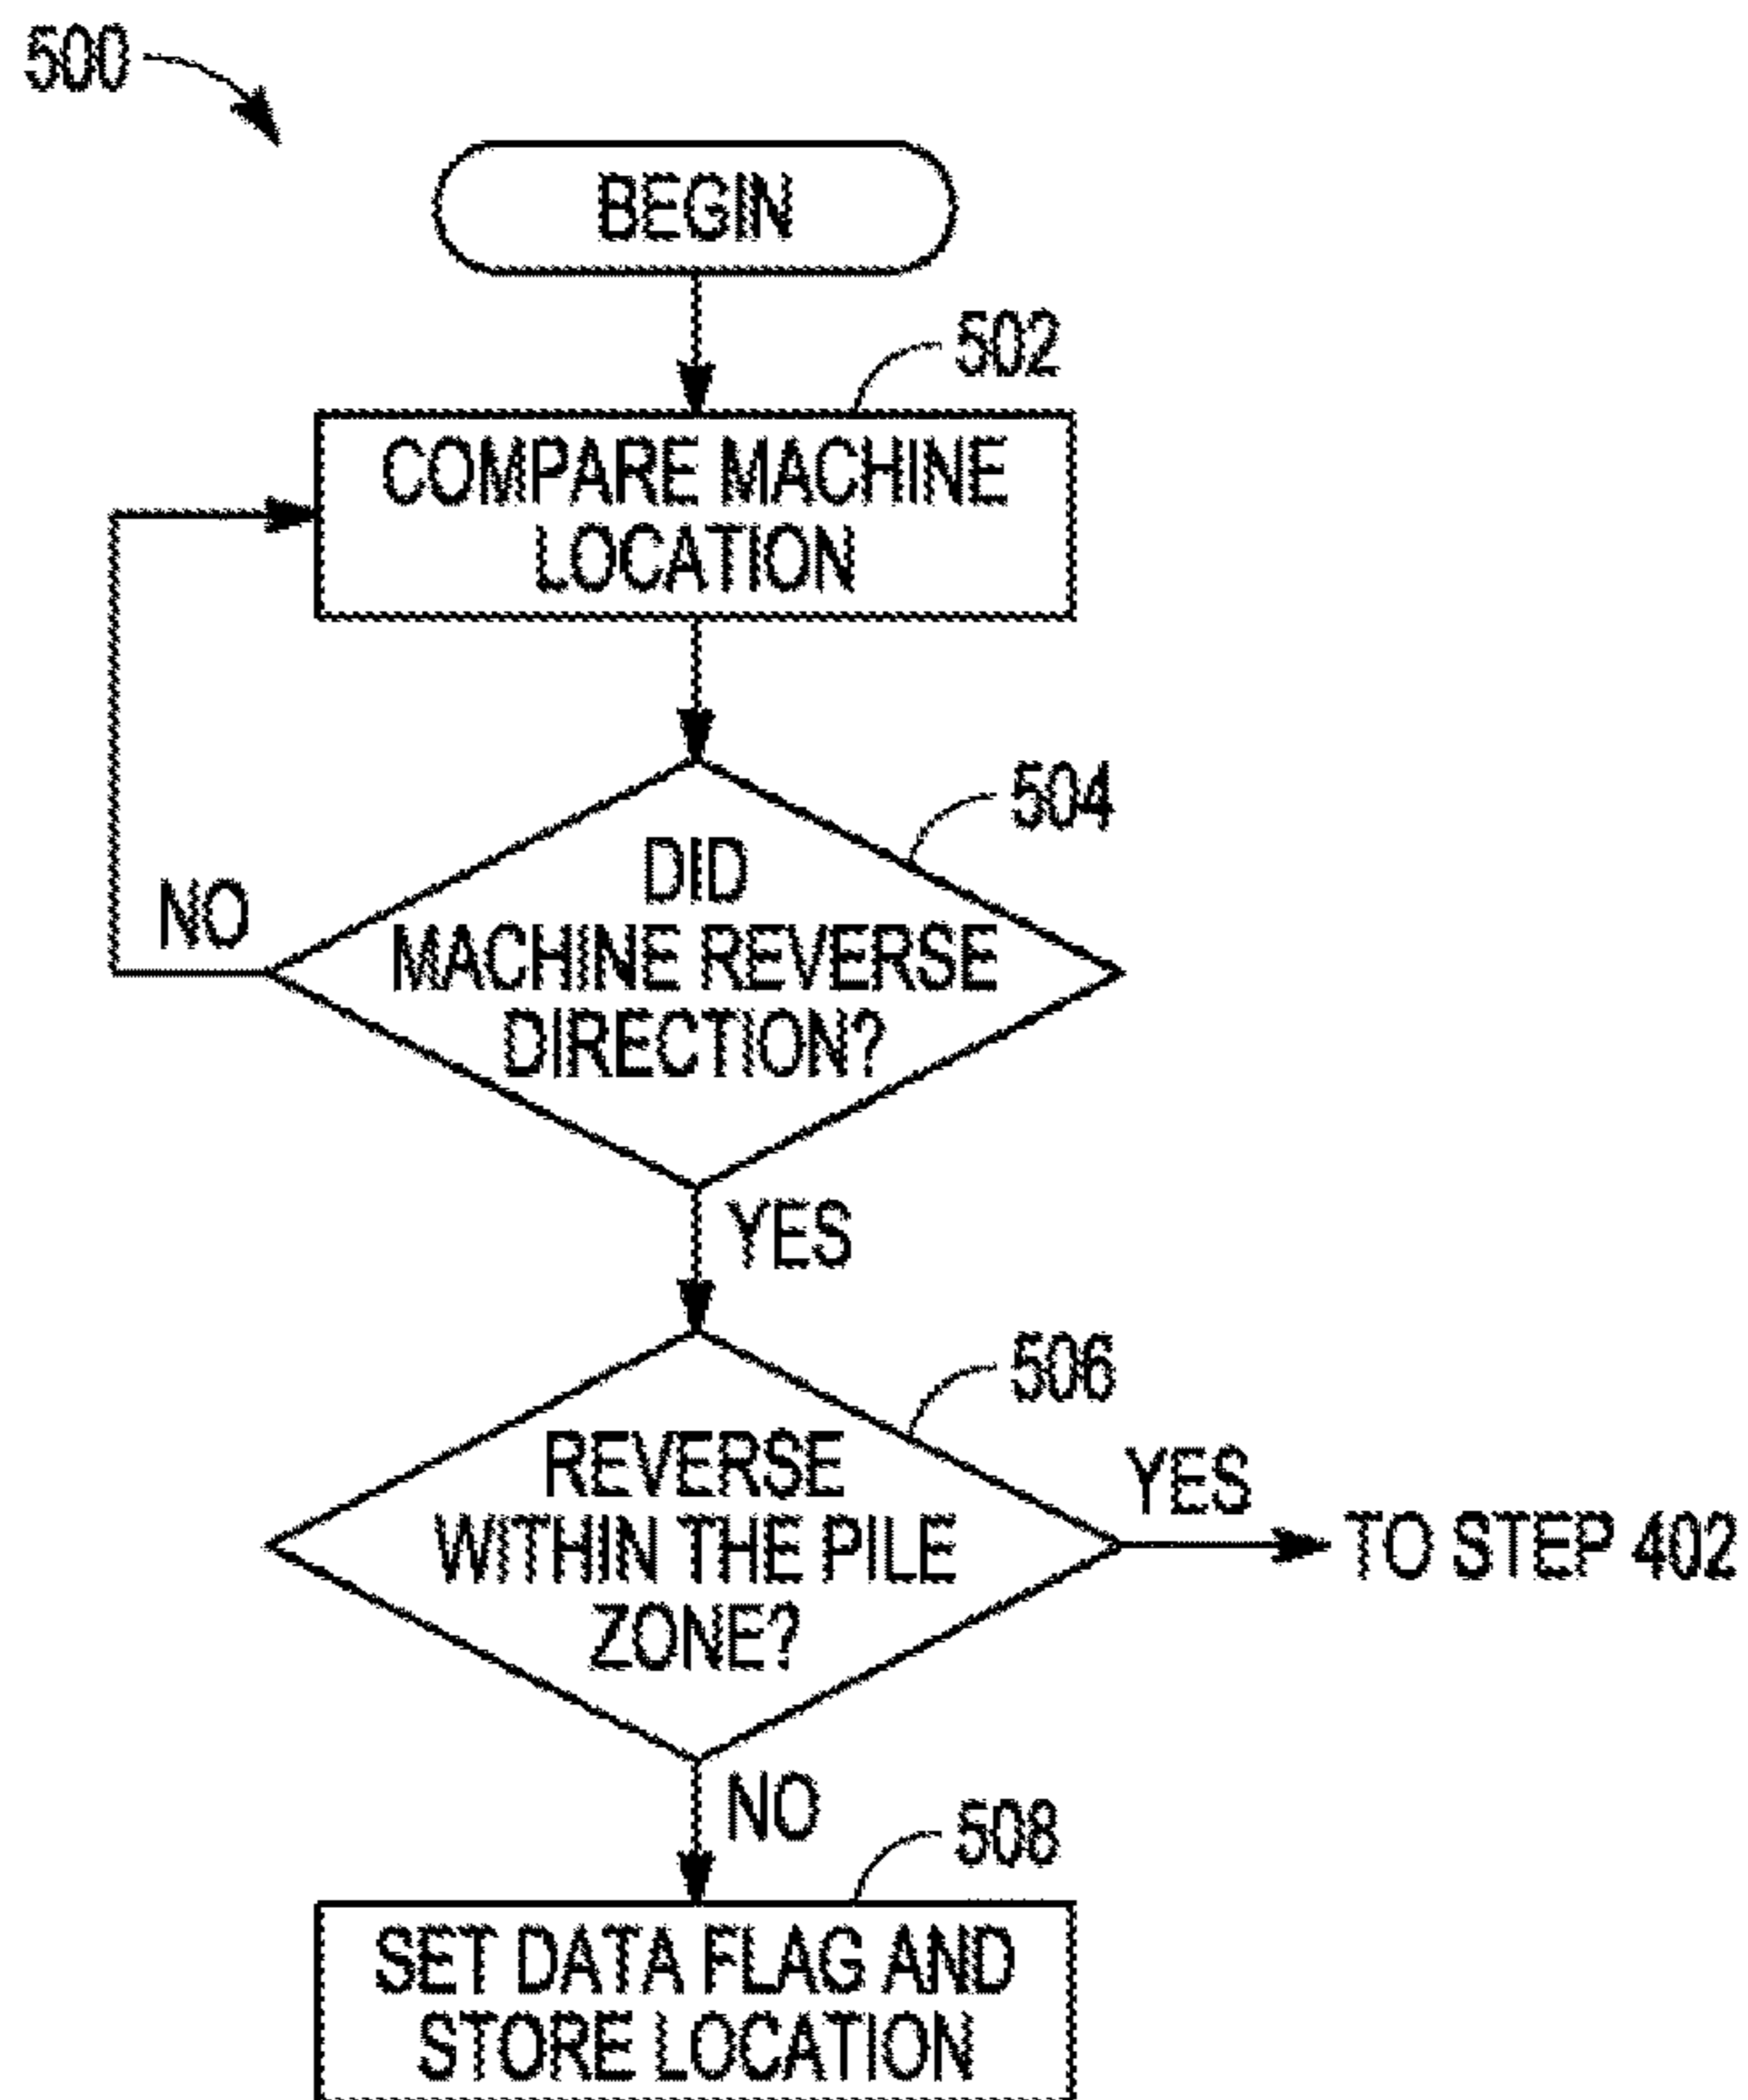 500
BEGIN
502
COMPARE MACHINE
LOCATION
504
DID
MACHINE REVERSE
DIRECTION?
NO
YES
506
REVERSE
WITHIN THE PILE
ZONE?
YES
TO STEP 402
NO
508
SET DATA FLAG AND
STORE LOCATION